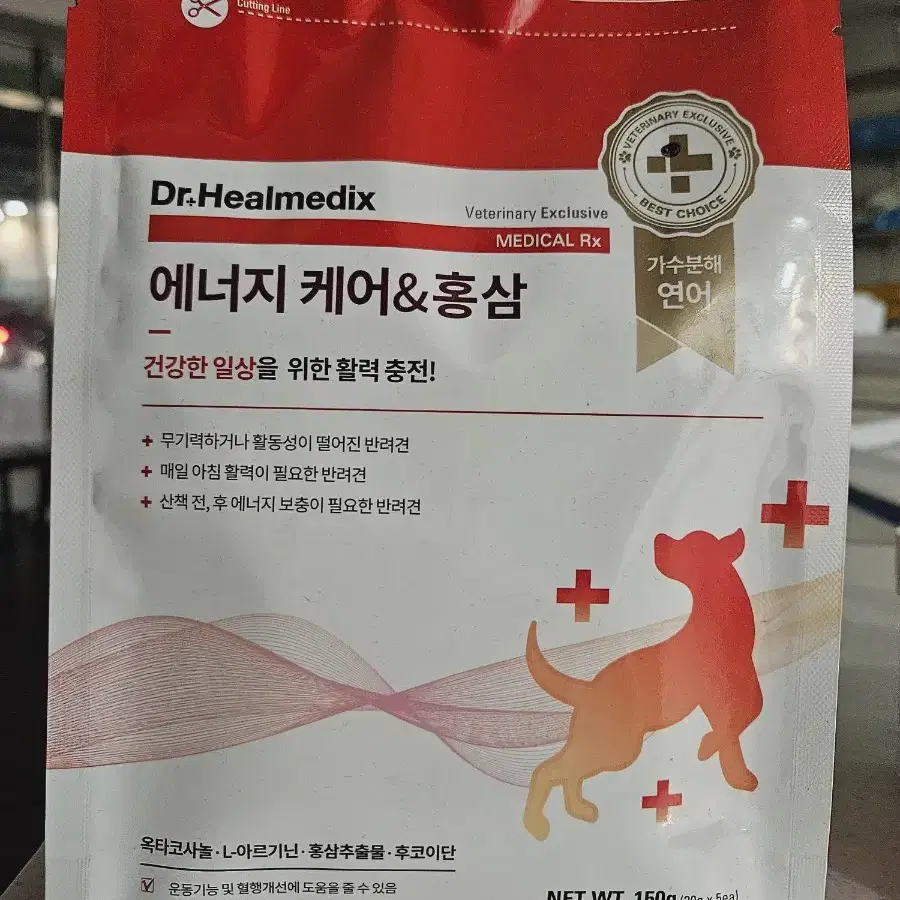 Cutting Line
VETERINARY EXCLUSIVE
BEST CHOICE
Dr.Healmedix
Veterinary Exclusive
MEDICAL Rx
가수분해
연어
에너지 케어&홍삼
건강한 일상을 위한 활력 충전!
무기력하거나 활동성이 떨어진 반려견
매일 아침 활력이 필요한 반려견
산책 전, 후 에너지 보충이 필요한 반려견
옥타코사놀·L-아르기닌·홍삼추출물·후코이단
운동기능 및 혈행개선에 도움을 줄 수 있음
NET WT. 150g (30g x 5ea)